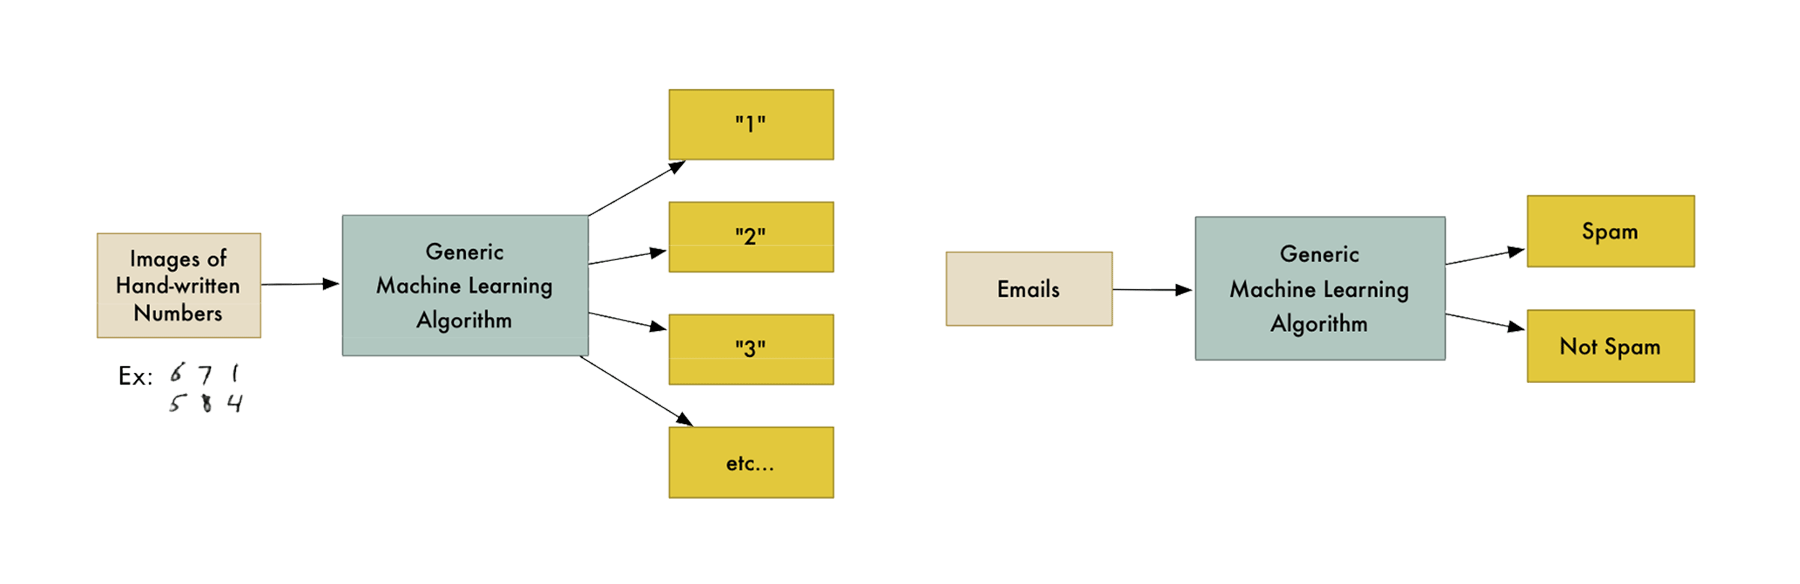 Images of
Hand-written
Numbers
Ex: 6 7 1
5 8 4
Generic
Machine Learning
Algorithm
"1"
"2"
"3"
etc...
Emails
Generic
Machine Learning
Algorithm
Spam
Not Spam